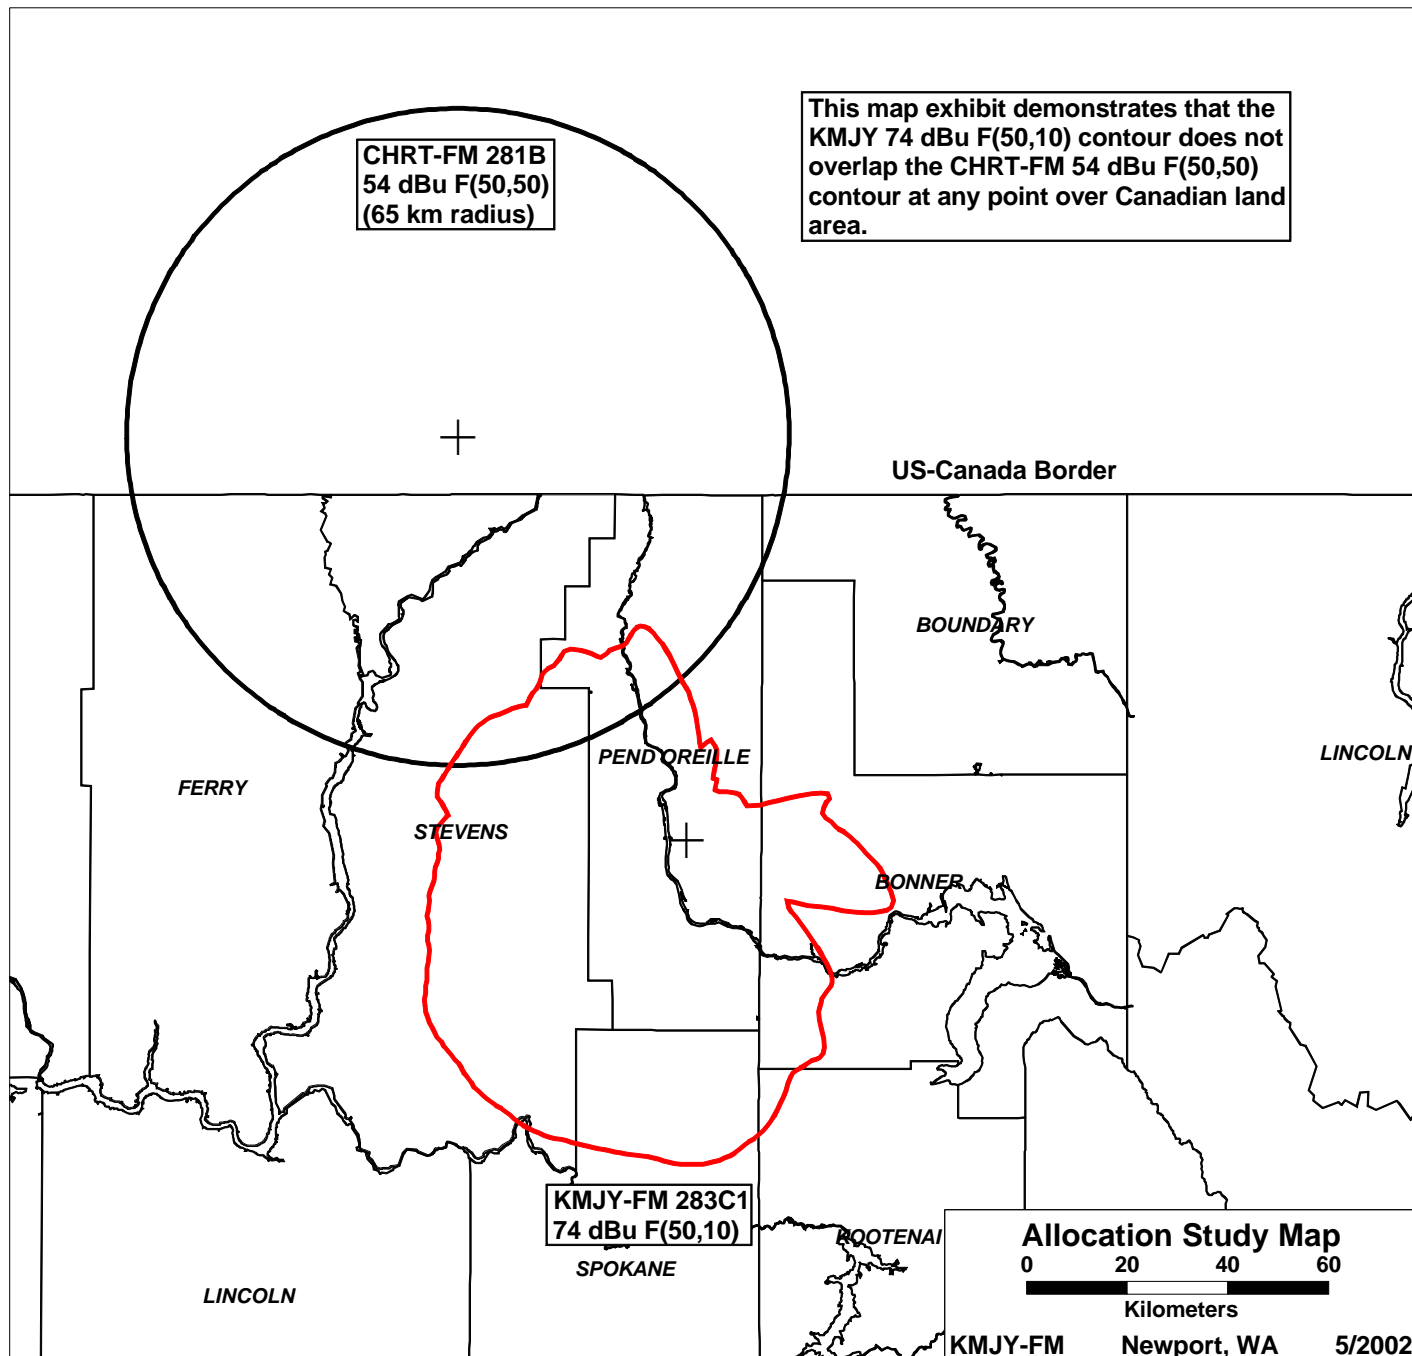 This map exhibit demonstrates that the
KMJY 74 dBu F(50,10) contour does not
overlap the CHRT-FM 54 dBu F(50,50)
contour at any point over Canadian land
area.
CHRT-FM 281B
54 dBu F(50,50)
(65 km radius)
US-Canada Border
BOUNDARY
LINCOLN
PEND OREILLE
FERRY
STEVENS
BONNER
KMJY-FM 283C1
74 dBu F(50,10)
KOOTENAI
SPOKANE
LINCOLN
Allocation Study Map
0 20 40 60
Kilometers
KMJY-FM Newport, WA 5/2002